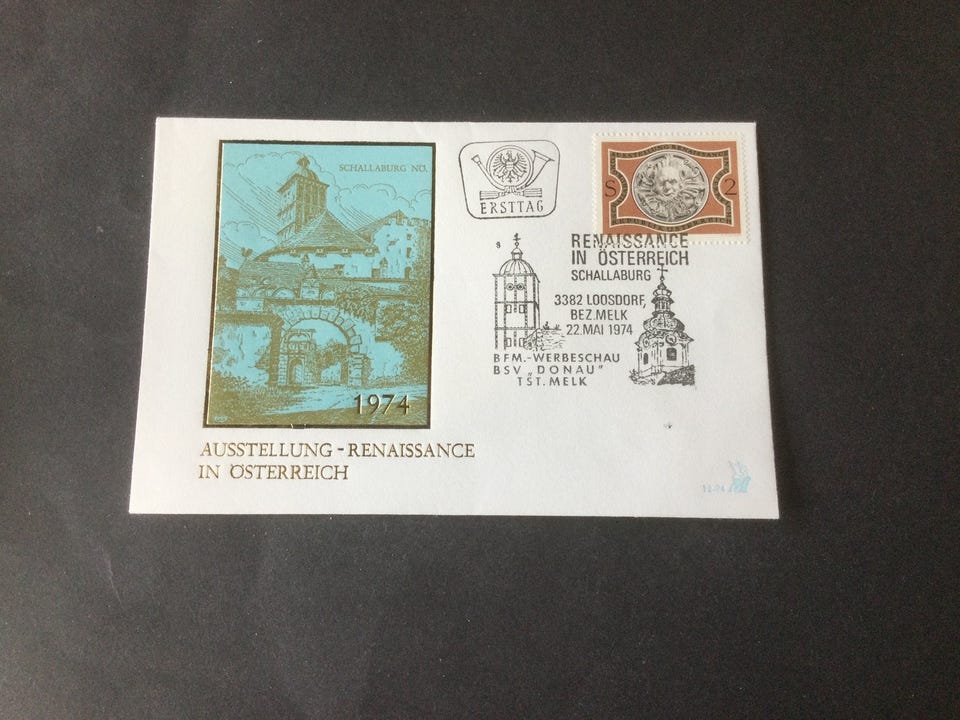 SCHALLABURG NÖ.
1974
AUSSTELLUNG - RENAISSANCE
IN ÖSTERREICH
ERSTTAG
S 2
RENAISSANCE
IN ÖSTERREICH
SCHALLABURG
3382 LOOSDORF,
BEZ. MELK
22. MAI 1974
BFM.-WERBESCHAU
BSV „DONAU"
TST. MELK